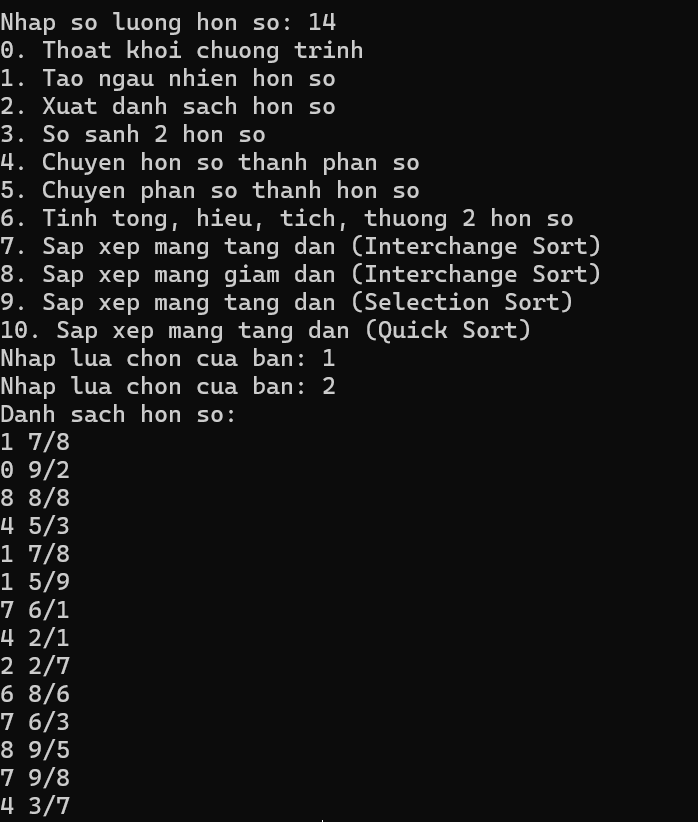 Nhap so luong hon so: 14
0. Thoat khoi chuong trinh
1. Tao ngau nhien hon so
2. Xuat danh sach hon so
3. So sanh 2 hon so
4. Chuyen hon so thanh phan so
5. Chuyen phan so thanh hon so
6. Tinh tong, hieu, tich, thuong 2 hon so
7. Sap xep mang tang dan (Interchange Sort)
8. Sap xep mang giam dan (Interchange Sort)
9. Sap xep mang tang dan (Selection Sort)
10. Sap xep mang tang dan (Quick Sort)
Nhap lua chon cua ban: 1
Nhap lua chon cua ban: 2
Danh sach hon so:
1 7/8
0 9/2
8 8/8
4 5/3
1 7/8
1 5/9
7 6/1
4 2/1
2 2/7
6 8/6
7 6/3
8 9/5
7 9/8
4 3/7